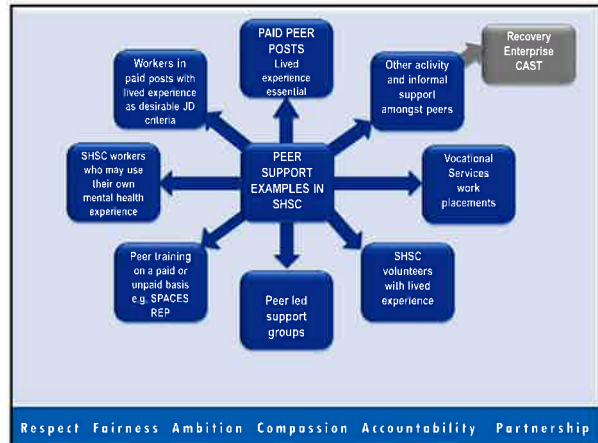 PAID PEER
POSTS
Lived
experience
essential
Recovery
Enterprise
CAST
Workers in
paid posts with
lived experience
as desirable JD
criteria
Other activity
and informal
support
amongst peers
SHSC workers
who may use
their own
mental health
experience
PEER
SUPPORT
EXAMPLES IN
SHSC
Vocational
Services
work
placements
Peer training
on a paid or
unpaid basis
e.g. SPACES
REP
Peer led
support
groups
SHSC
volunteers
with lived
experience
Respect Fairness Ambition Compassion Accountability Partnership